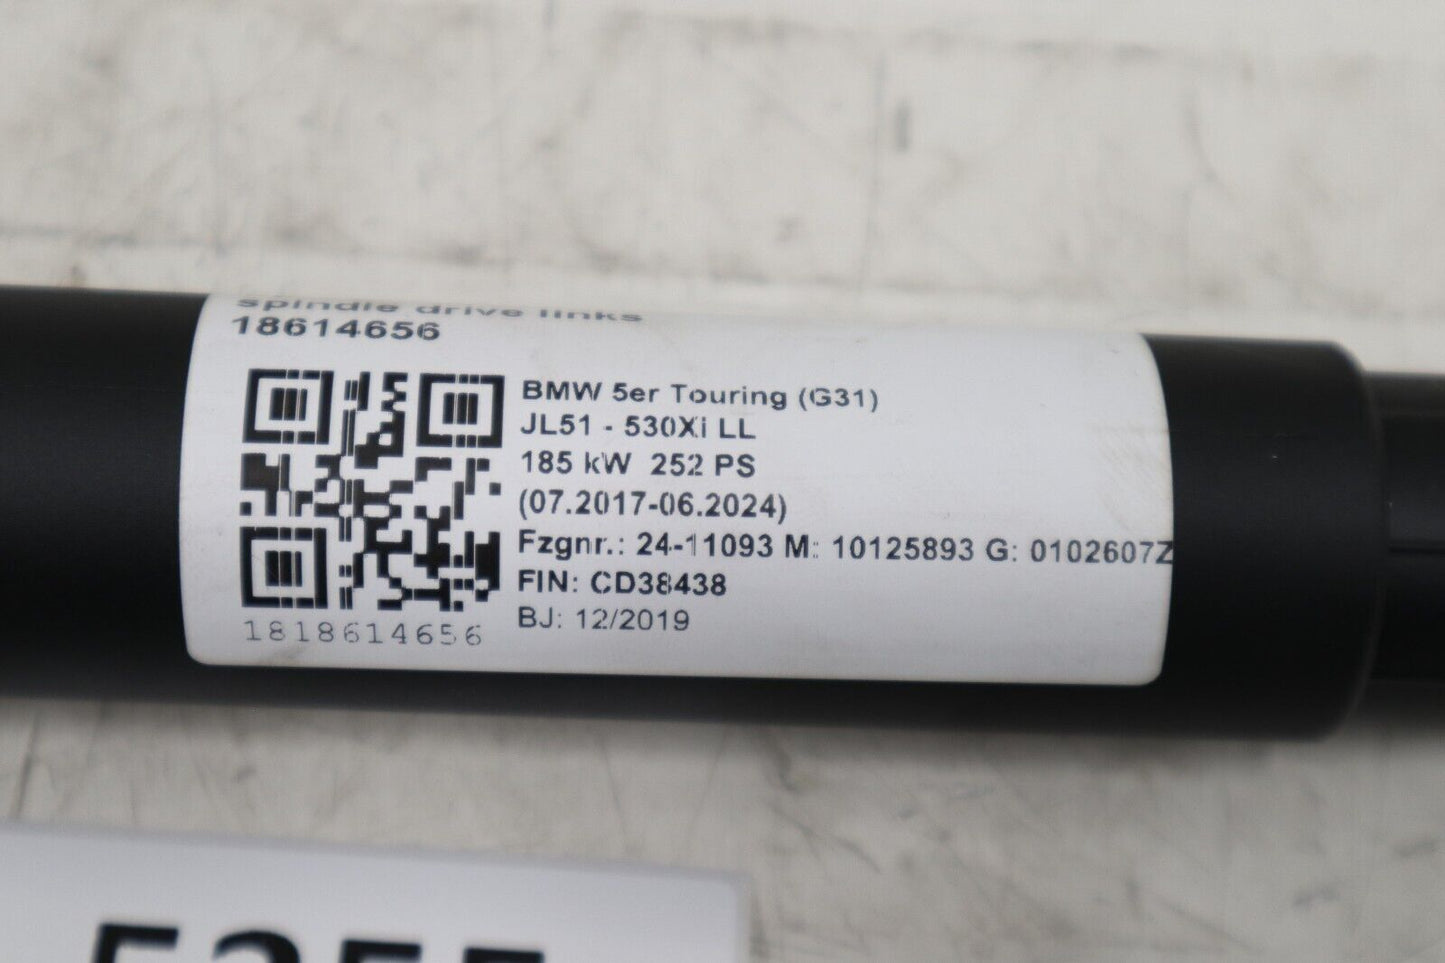 spindle drive links
18614656
BMW 5er Touring (G31)
JL51 - 530Xi LL
185 kW 252 PS
(07.2017-06.2024)
Fzgnr.: 24-11093 M: 10125893 G: 0102607Z
FIN: CD38438
BJ: 12/2019
1818614656